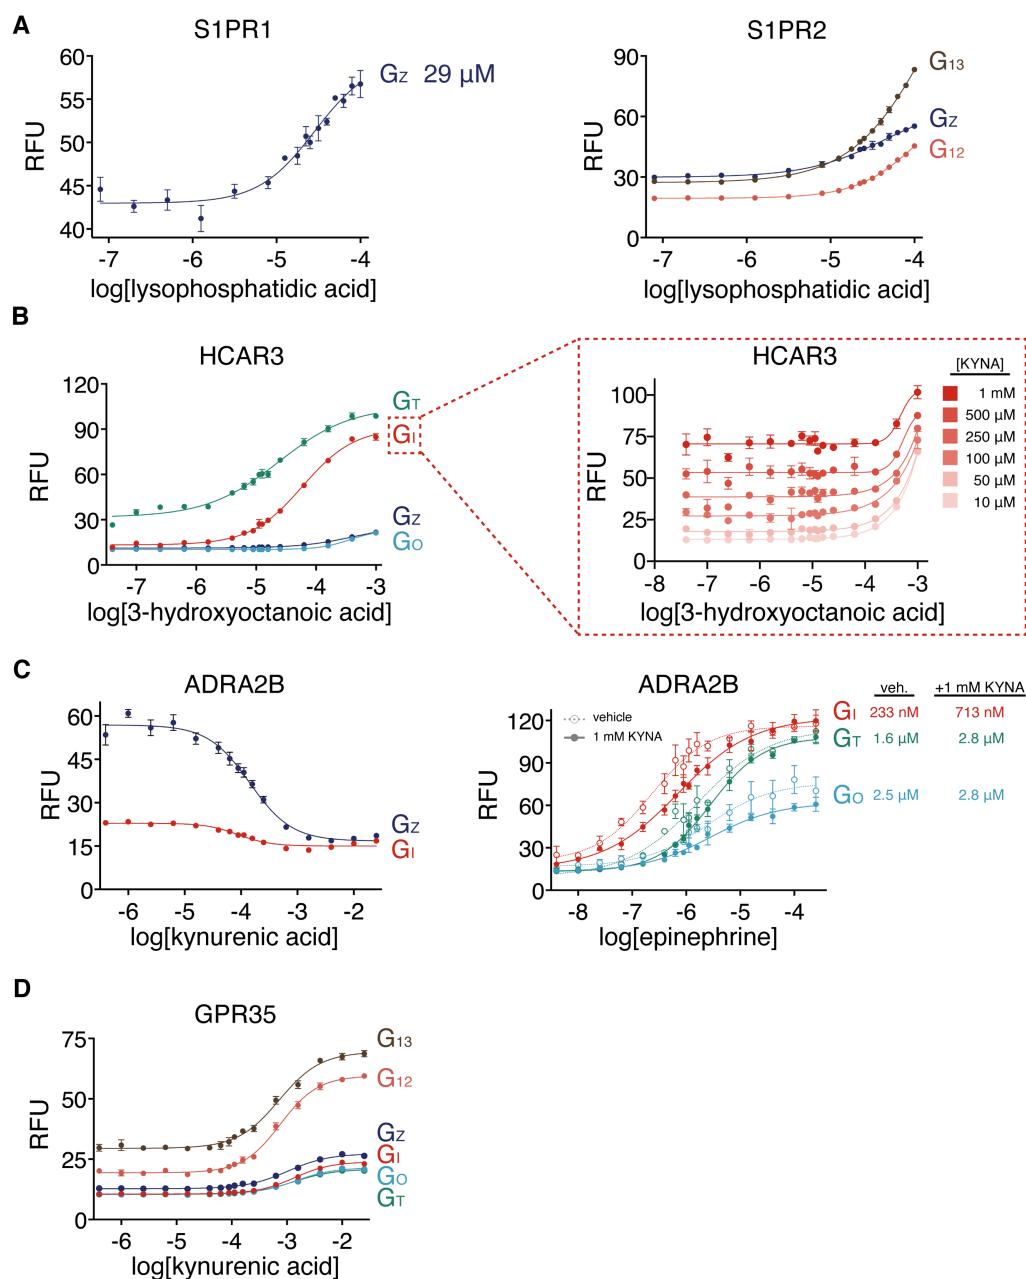 A
S1PR1
60
55
50
45
40
RFU
-7 -6 -5 -4
log[lysophosphatidic acid]
GZ 29 μM
S1PR2
90
60
30
0
RFU
-7 -6 -5 -4
log[lysophosphatidic acid]
G13
GZ
G12
B
HCAR3
120
90
60
30
0
RFU
-7 -6 -5 -4 -3
log[3-hydroxyoctanoic acid]
GT
GI
GZ
GO
HCAR3
100
75
50
25
0
RFU
-8 -7 -6 -5 -4 -3
log[3-hydroxyoctanoic acid]
[KYNA]
1 mM
500 μM
250 μM
100 μM
50 μM
10 μM
C
ADRA2B
60
45
30
15
0
RFU
-6 -5 -4 -3 -2
log[kynurenic acid]
GZ
GI
ADRA2B
vehicle
1 mM KYNA
120
90
60
30
0
RFU
-8 -7 -6 -5 -4
log[epinephrine]
veh. +1 mM KYNA
GI 233 nM 713 nM
GT 1.6 μM 2.8 μM
GO 2.5 μM 2.8 μM
D
GPR35
75
50
25
0
RFU
-6 -5 -4 -3 -2
log[kynurenic acid]
G13
G12
GZ
GI
GO
GT